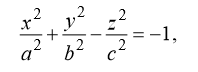 x²/a² + y²/b² − z²/c² = −1,